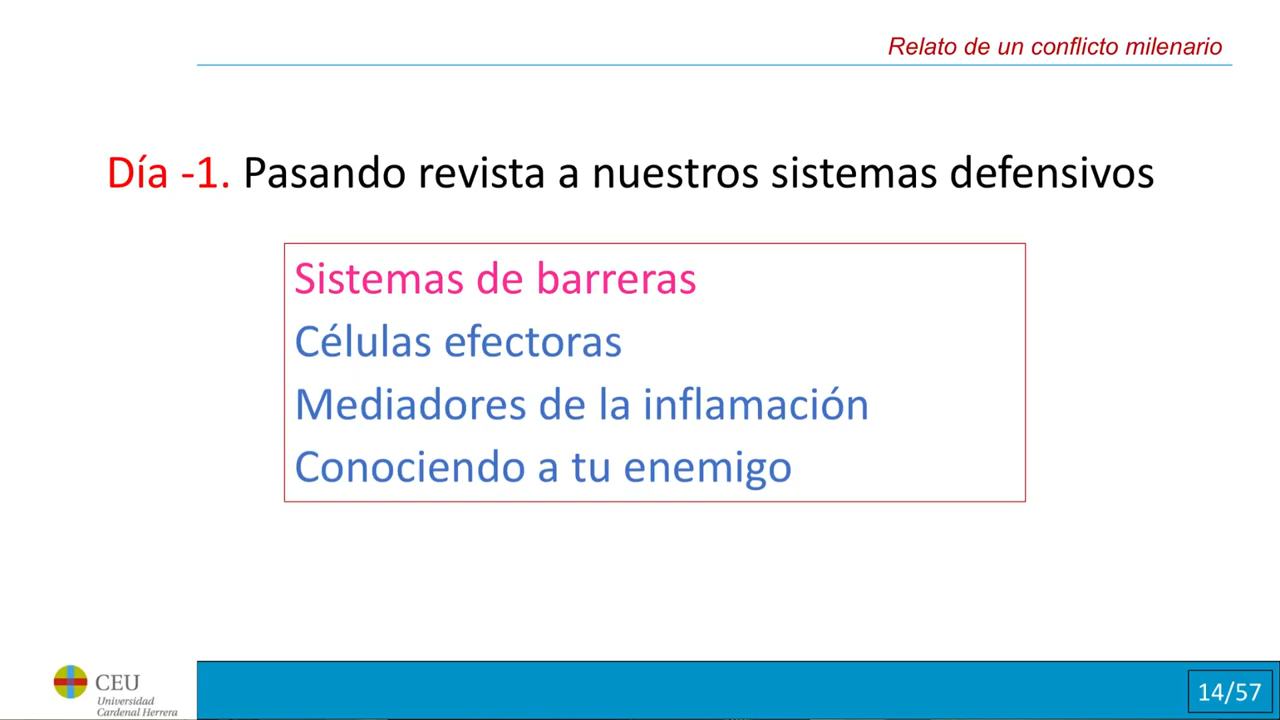 Relato de un conflicto milenario
Día -1. Pasando revista a nuestros sistemas defensivos
Sistemas de barreras
Células efectoras
Mediadores de la inflamación
Conociendo a tu enemigo
CEU
Universidad
Cardenal Herrera
14/57